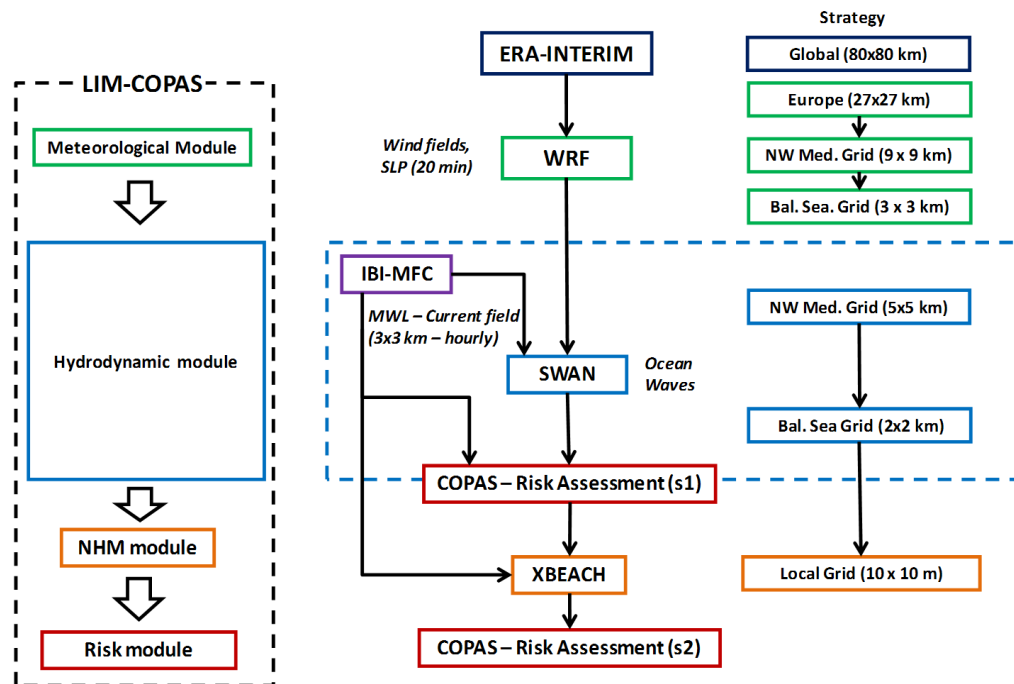 LIM-COPAS
Meteorological Module
Hydrodynamic module
NHM module
Risk module
ERA-INTERIM
Wind fields,
SLP (20 min)
WRF
IBI-MFC
MWL – Current field
(3x3 km – hourly)
SWAN
Ocean
Waves
COPAS – Risk Assessment (s1)
XBEACH
COPAS – Risk Assessment (s2)
Strategy
Global (80x80 km)
Europe (27x27 km)
NW Med. Grid (9 x 9 km)
Bal. Sea. Grid (3 x 3 km)
NW Med. Grid (5x5 km)
Bal. Sea Grid (2x2 km)
Local Grid (10 x 10 m)